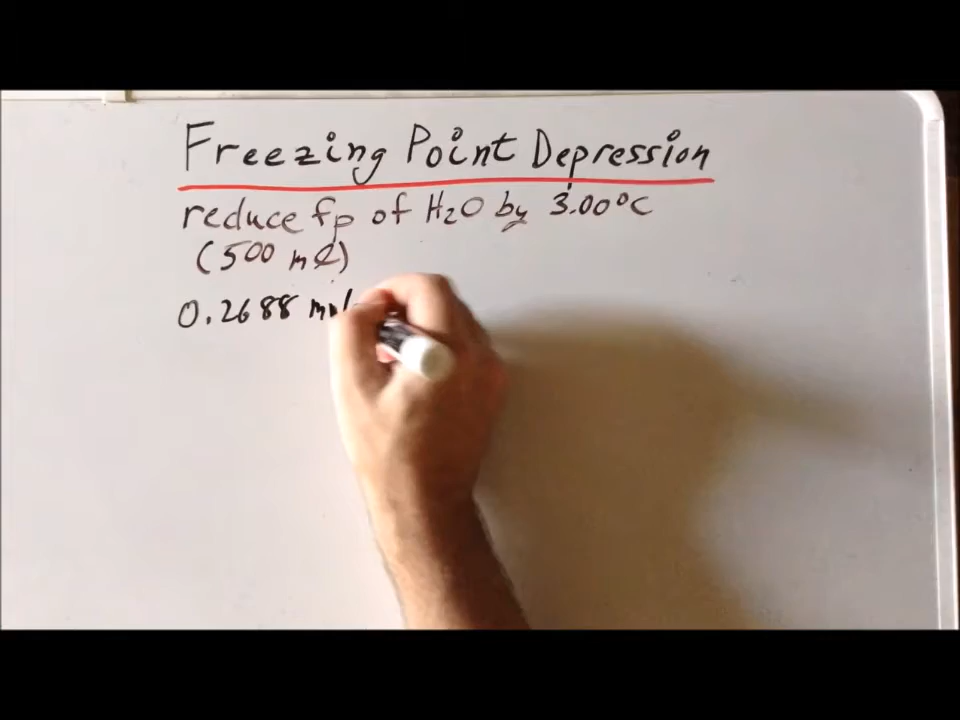 Freezing Point Depression
reduce fp of H₂O by 3.00°C
(500 mL)
0.2688